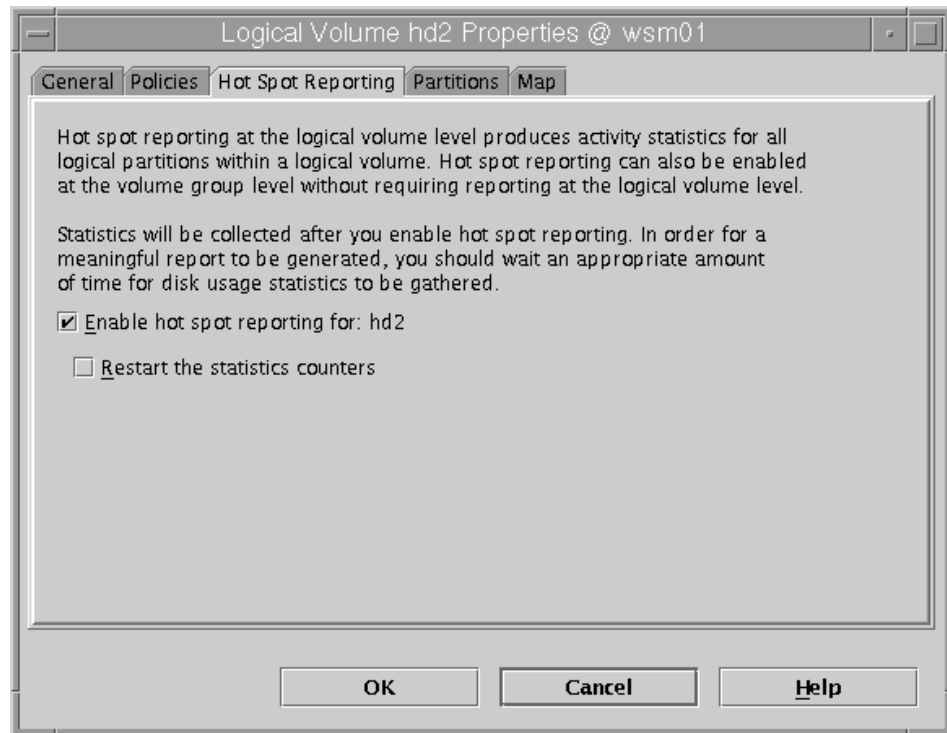 Logical Volume hd2 Properties @ wsm01
General Policies Hot Spot Reporting Partitions Map
Hot spot reporting at the logical volume level produces activity statistics for all
logical partitions within a logical volume. Hot spot reporting can also be enabled
at the volume group level without requiring reporting at the logical volume level.
Statistics will be collected after you enable hot spot reporting. In order for a
meaningful report to be generated, you should wait an appropriate amount
of time for disk usage statistics to be gathered.
Enable hot spot reporting for: hd2
Restart the statistics counters
OK Cancel Help